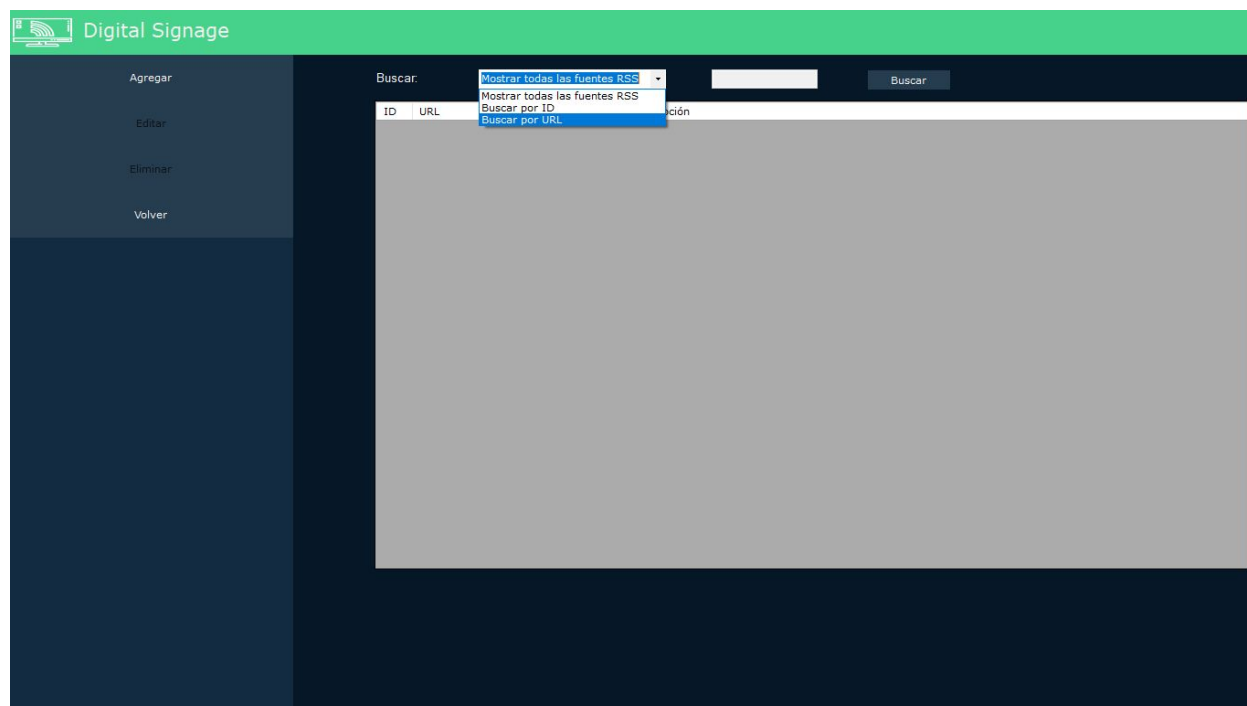 Digital Signage
Agregar
Editar
Eliminar
Volver
Buscar:
Mostrar todas las fuentes RSS
Buscar
Mostrar todas las fuentes RSS
Buscar por ID
Buscar por URL
ID URL